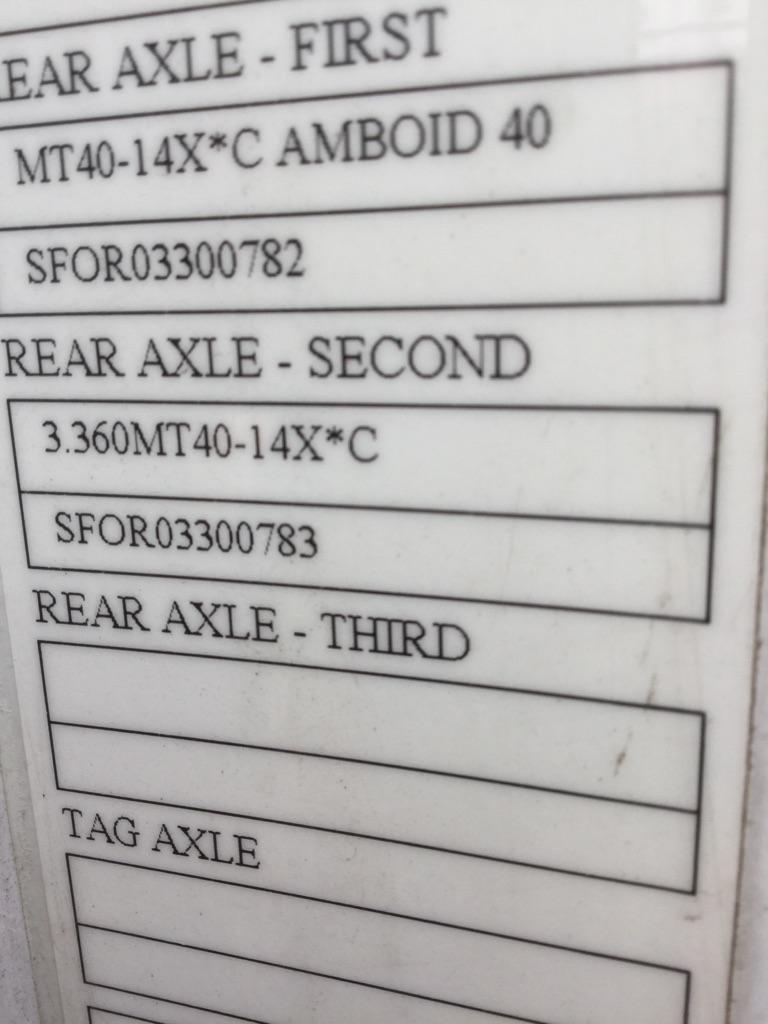 REAR AXLE - FIRST
MT40-14X*C AMBOID 40
SFOR03300782
REAR AXLE - SECOND
3.360MT40-14X*C
SFOR03300783
REAR AXLE - THIRD
TAG AXLE